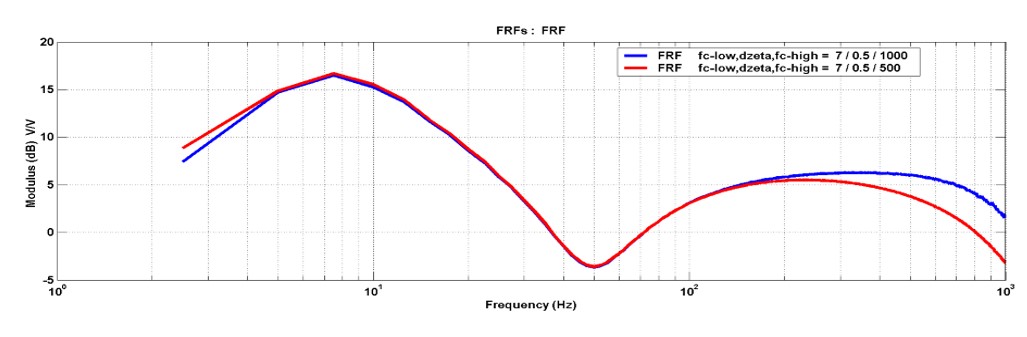 FRFs : FRF
20
15
10
5
0
-5
Modulus (dB) V/V
FRF fc-low,dzeta,fc-high = 7 / 0.5 / 1000
FRF fc-low,dzeta,fc-high = 7 / 0.5 / 500
10⁰ 10¹ 10² 10³
Frequency (Hz)